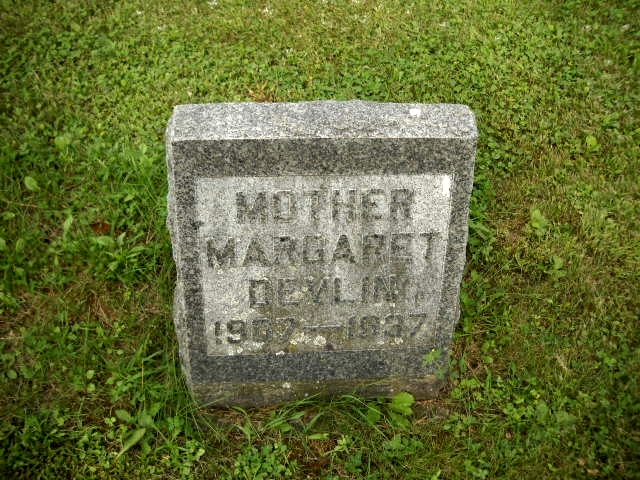 MOTHER
MARGARET
DEVLIN
1907-1937